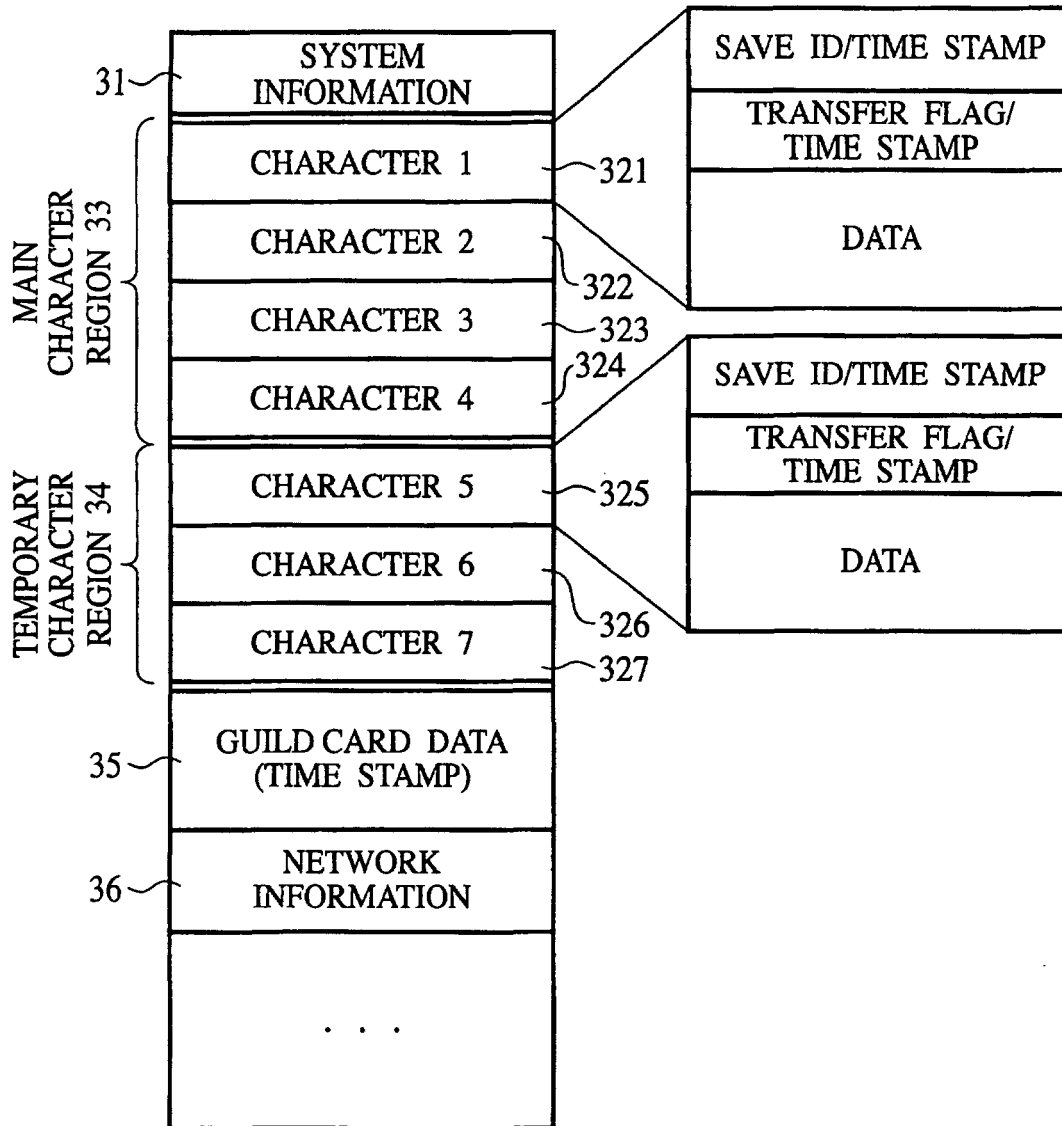 SYSTEM
INFORMATION
31
MAIN
CHARACTER
REGION 33
CHARACTER 1
321
CHARACTER 2
322
CHARACTER 3
323
CHARACTER 4
324
TEMPORARY
CHARACTER
REGION 34
CHARACTER 5
325
CHARACTER 6
326
CHARACTER 7
327
GUILD CARD DATA
(TIME STAMP)
35
NETWORK
INFORMATION
36
. . .
SAVE ID/TIME STAMP
TRANSFER FLAG/
TIME STAMP
DATA
SAVE ID/TIME STAMP
TRANSFER FLAG/
TIME STAMP
DATA